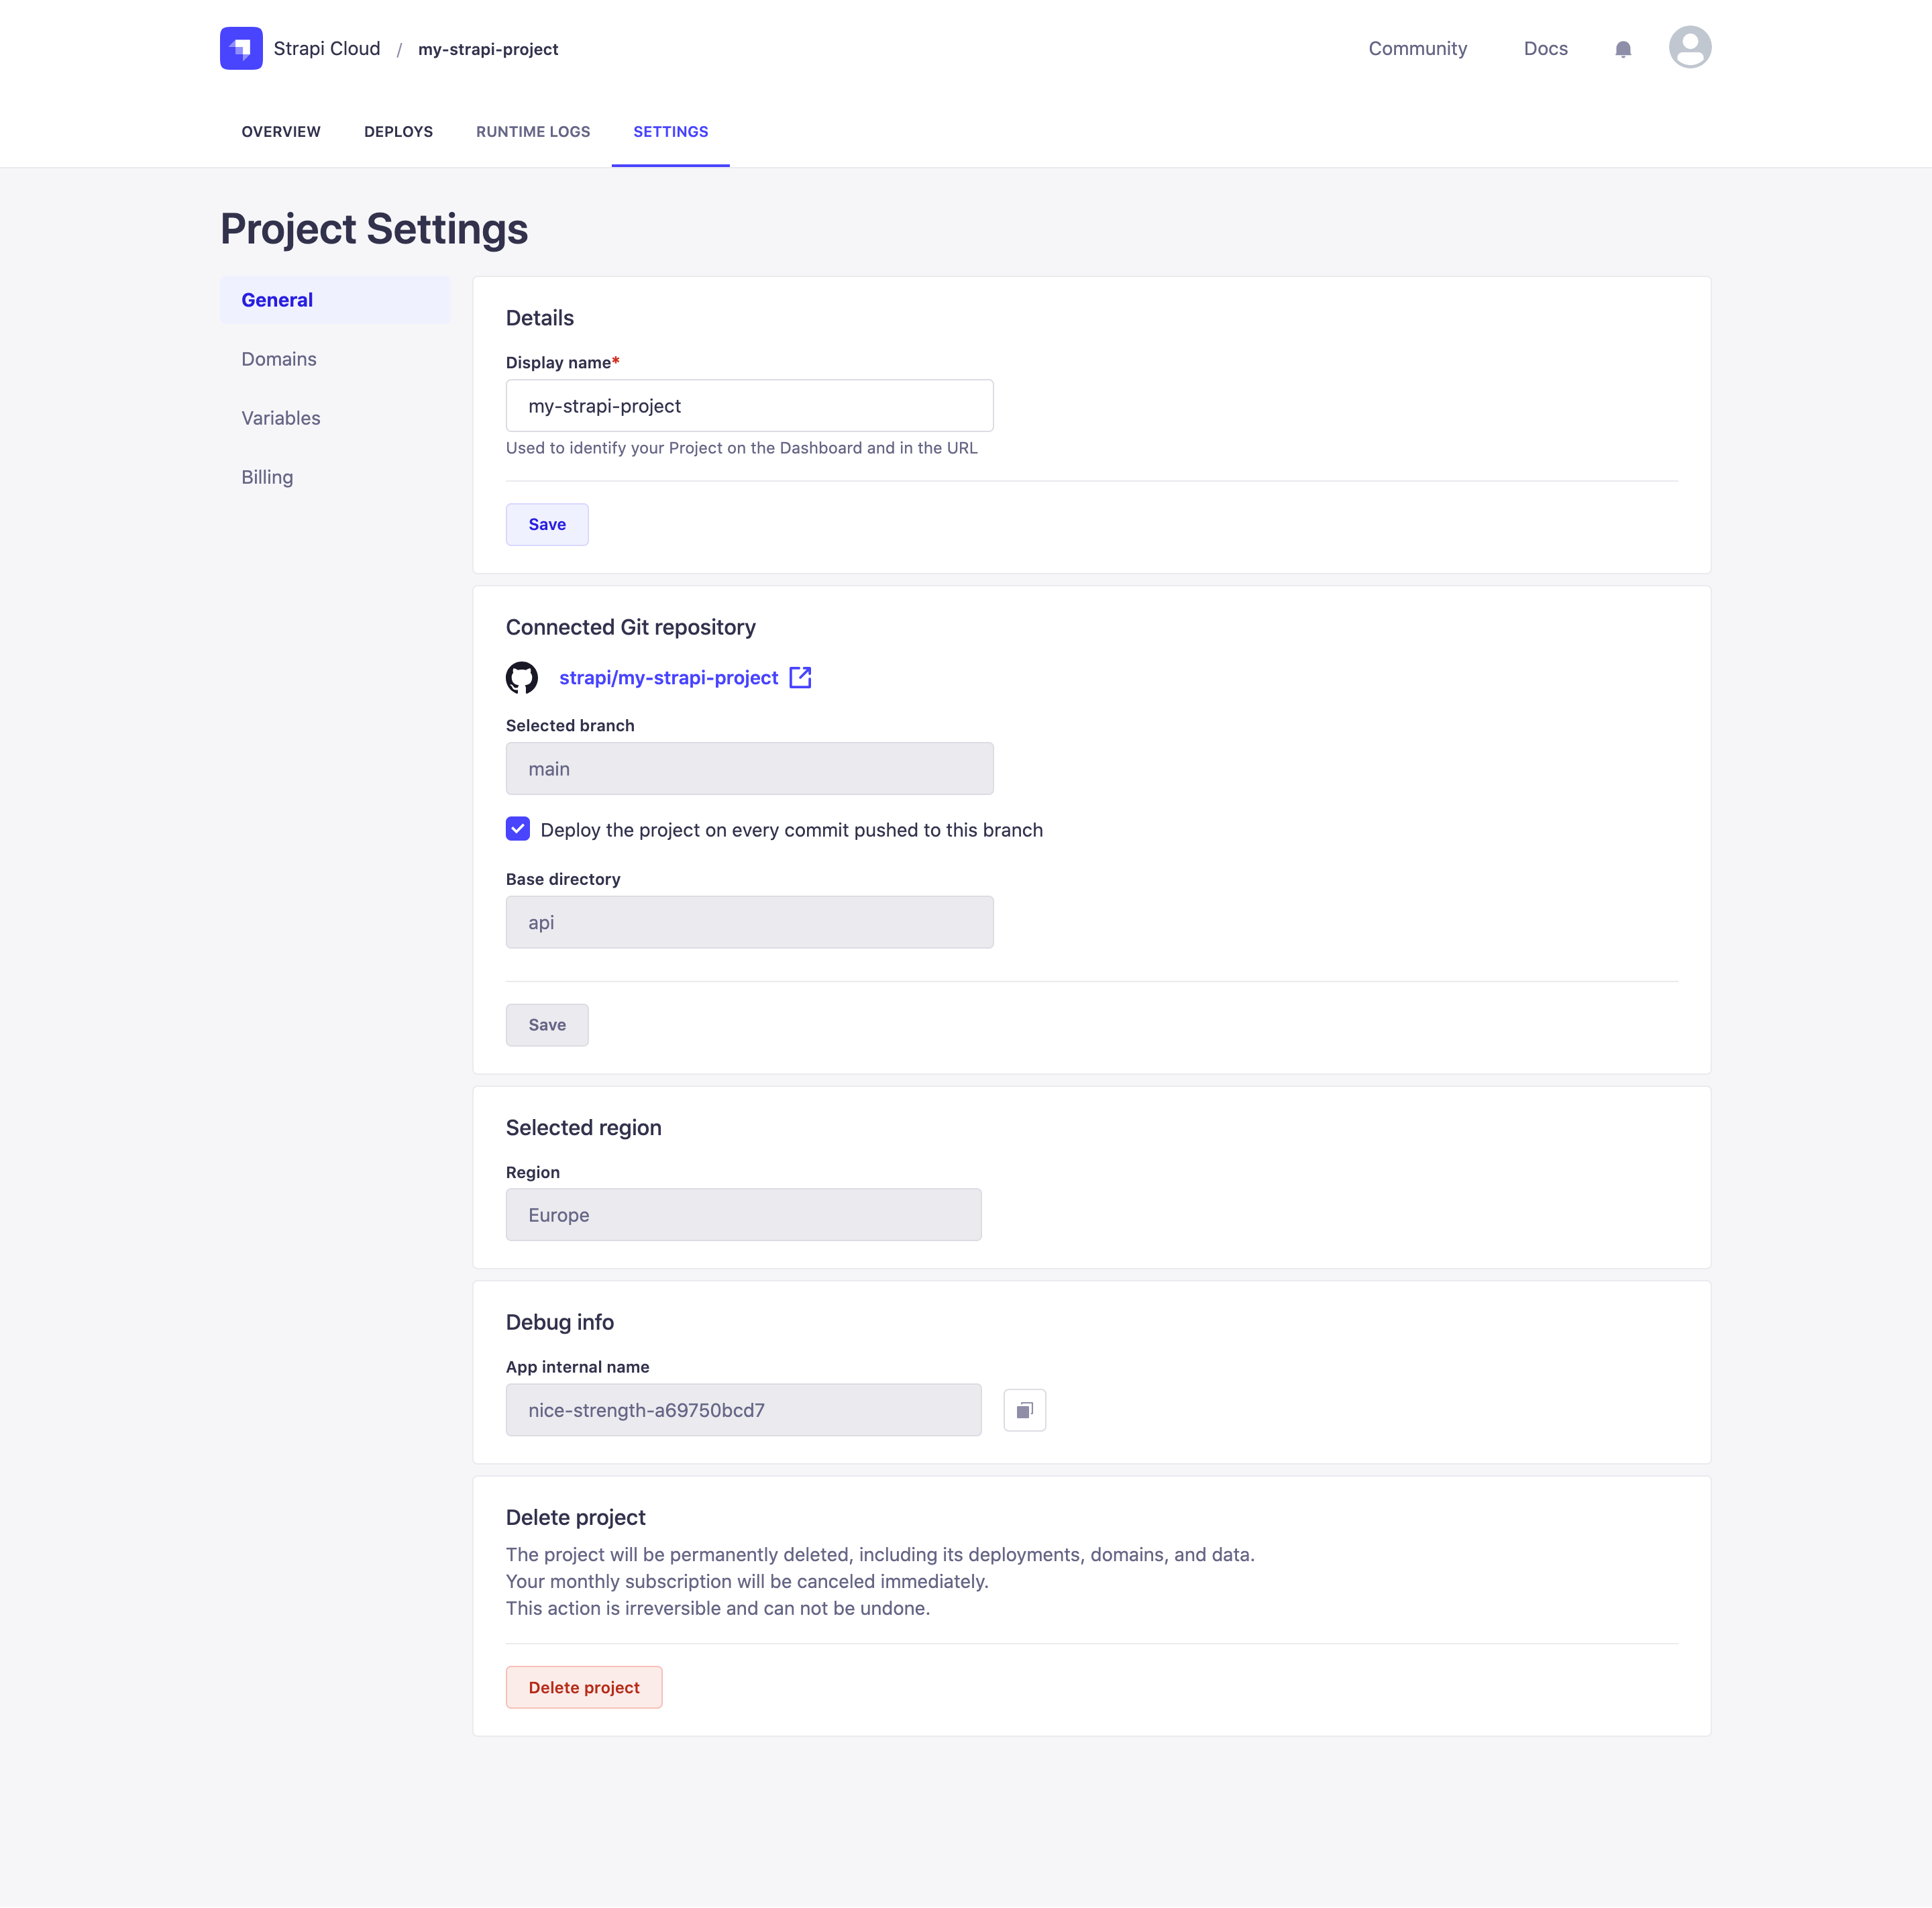 Strapi Cloud / my-strapi-project
Community Docs
OVERVIEW DEPLOYS RUNTIME LOGS SETTINGS
Project Settings
General
Domains
Variables
Billing
Details
Display name*
my-strapi-project
Used to identify your Project on the Dashboard and in the URL
Save
Connected Git repository
strapi/my-strapi-project
Selected branch
main
Deploy the project on every commit pushed to this branch
Base directory
api
Save
Selected region
Region
Europe
Debug info
App internal name
nice-strength-a69750bcd7
Delete project
The project will be permanently deleted, including its deployments, domains, and data.
Your monthly subscription will be canceled immediately.
This action is irreversible and can not be undone.
Delete project